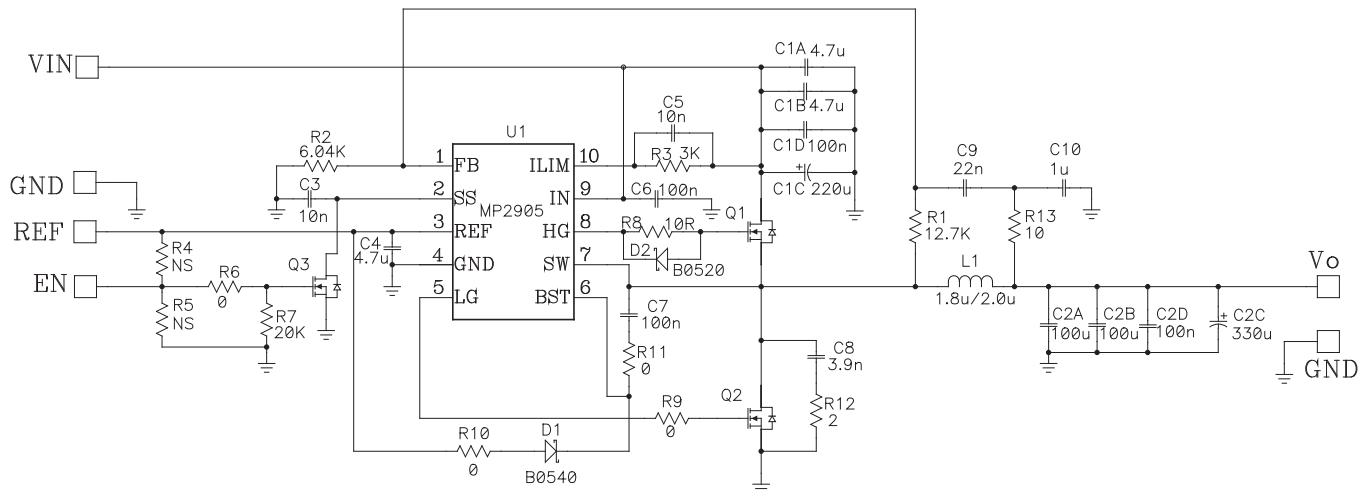 VIN
GND
REF
EN
R2
6.04K
C3
10n
R4
NS
R5
NS
R6
0
R7
20K
Q3
C4
4.7u
U1
MP2905
1 FB
2 SS
3 REF
4 GND
5 LG
ILIM 10
IN 9
HG 8
SW 7
BST 6
C5
10n
R3 3K
C6 100n
R8 10R
D2
B0520
C7
100n
R11
0
R10
0
D1
B0540
R9
0
Q1
Q2
C1A 4.7u
C1B 4.7u
C1D 100n
C1C 220u
+
C8
3.9n
R12
2
C9
22n
C10
1u
R1
12.7K
R13
10
L1
1.8u/2.0u
C2A
100u
C2B
100u
C2D
100n
+
C2C
330u
Vo
GND